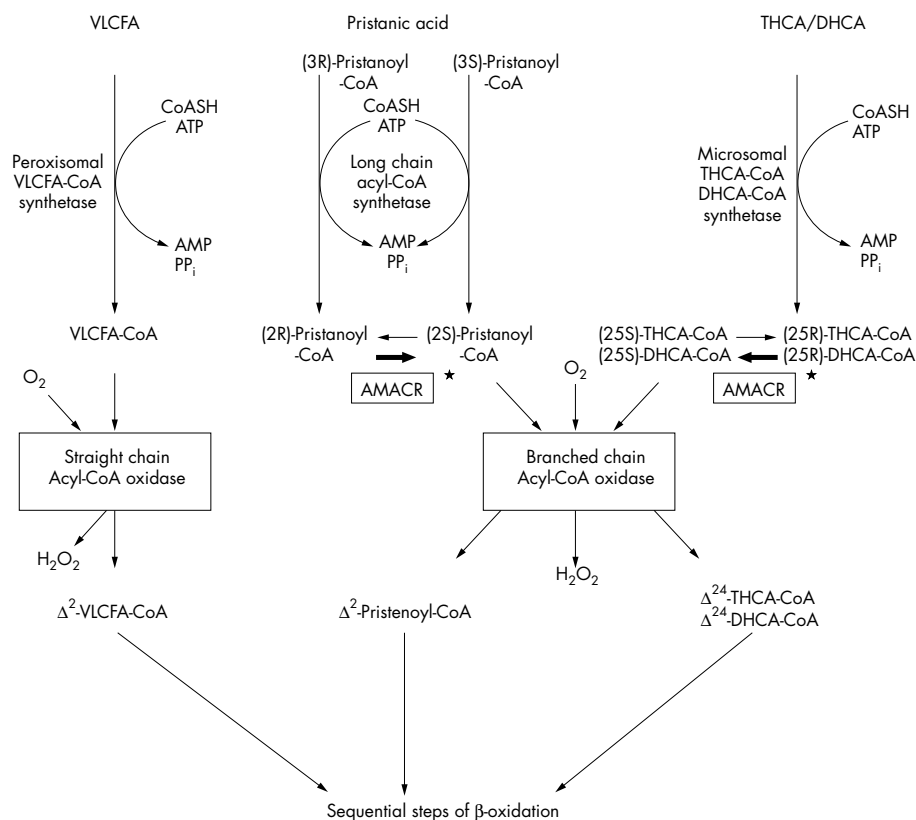 VLCFA
Pristanic acid
THCA/DHCA
(3R)-Pristanoyl
-CoA
(3S)-Pristanoyl
-CoA
CoASH
ATP
CoASH
ATP
CoASH
ATP
Peroxisomal
VLCFA-CoA
synthetase
Long chain
acyl-CoA
synthetase
Microsomal
THCA-CoA
DHCA-CoA
synthetase
AMP
PPi
AMP
PPi
AMP
PPi
VLCFA-CoA
(2R)-Pristanoyl
-CoA
(2S)-Pristanoyl
-CoA
(25S)-THCA-CoA
(25S)-DHCA-CoA
(25R)-THCA-CoA
(25R)-DHCA-CoA
★
★
AMACR
AMACR
O2
O2
Straight chain
Acyl-CoA oxidase
Branched chain
Acyl-CoA oxidase
H2O2
H2O2
Δ2-VLCFA-CoA
Δ2-Pristenoyl-CoA
Δ24-THCA-CoA
Δ24-DHCA-CoA
Sequential steps of β-oxidation